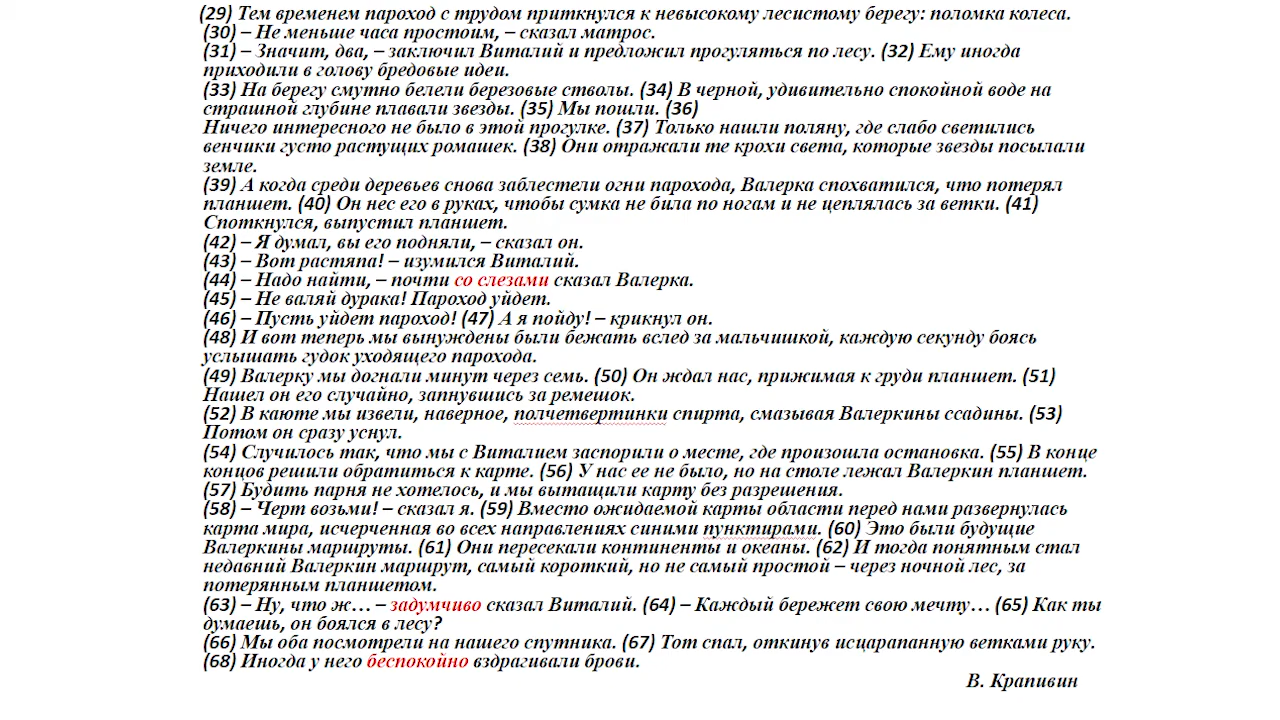 (29) Тем временем пароход с трудом приткнулся к невысокому лесистому берегу: поломка колеса.
(30) – Не меньше часа простоим, – сказал матрос.
(31) – Значит, два, – заключил Виталий и предложил прогуляться по лесу. (32) Ему иногда
приходили в голову бредовые идеи.
(33) На берегу смутно белели березовые стволы. (34) В черной, удивительно спокойной воде на
страшной глубине плавали звезды. (35) Мы пошли. (36)
Ничего интересного не было в этой прогулке. (37) Только нашли поляну, где слабо светились
венчики густо растущих ромашек. (38) Они отражали те крохи света, которые звезды посылали
земле.
(39) А когда среди деревьев снова заблестели огни парохода, Валерка спохватился, что потерял
планшет. (40) Он нес его в руках, чтобы сумка не била по ногам и не цеплялась за ветки. (41)
Споткнулся, выпустил планшет.
(42) – Я думал, вы его подняли, – сказал он.
(43) – Вот растяпа! – изумился Виталий.
(44) – Надо найти, – почти со слезами сказал Валерка.
(45) – Не валяй дурака! Пароход уйдет.
(46) – Пусть уйдет пароход! (47) А я пойду! – крикнул он.
(48) И вот теперь мы вынуждены были бежать вслед за мальчишкой, каждую секунду боясь
услышать гудок уходящего парохода.
(49) Валерку мы догнали минут через семь. (50) Он ждал нас, прижимая к груди планшет. (51)
Нашел он его случайно, запнувшись за ремешок.
(52) В каюте мы извели, наверное, полчетвертинки спирта, смазывая Валеркины ссадины. (53)
Потом он сразу уснул.
(54) Случилось так, что мы с Виталием заспорили о месте, где произошла остановка. (55) В конце
концов решили обратиться к карте. (56) У нас ее не было, но на столе лежал Валеркин планшет.
(57) Будить парня не хотелось, и мы вытащили карту без разрешения.
(58) – Черт возьми! – сказал я. (59) Вместо ожидаемой карты области перед нами развернулась
карта мира, исчерченная во всех направлениях синими пунктирами. (60) Это были будущие
Валеркины маршруты. (61) Они пересекали континенты и океаны. (62) И тогда понятным стал
недавний Валеркин маршрут, самый короткий, но не самый простой – через ночной лес, за
потерянным планшетом.
(63) – Ну, что ж… – задумчиво сказал Виталий. (64) – Каждый бережет свою мечту… (65) Как ты
думаешь, он боялся в лесу?
(66) Мы оба посмотрели на нашего спутника. (67) Тот спал, откинув исцарапанную ветками руку.
(68) Иногда у него беспокойно вздрагивали брови.
В. Крапивин